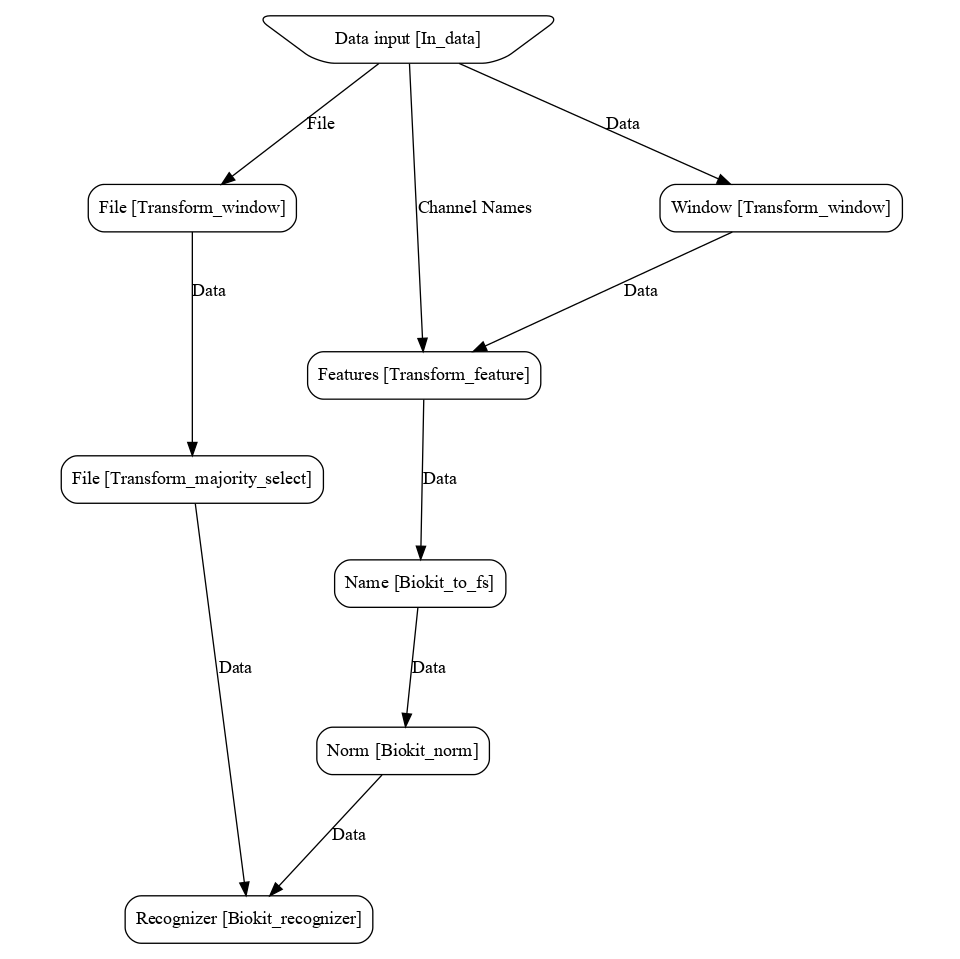 Data input [In_data]
File
Data
File [Transform_window]
Channel Names
Window [Transform_window]
Data
Data
Features [Transform_feature]
File [Transform_majority_select]
Data
Name [Biokit_to_fs]
Data
Data
Norm [Biokit_norm]
Data
Recognizer [Biokit_recognizer]